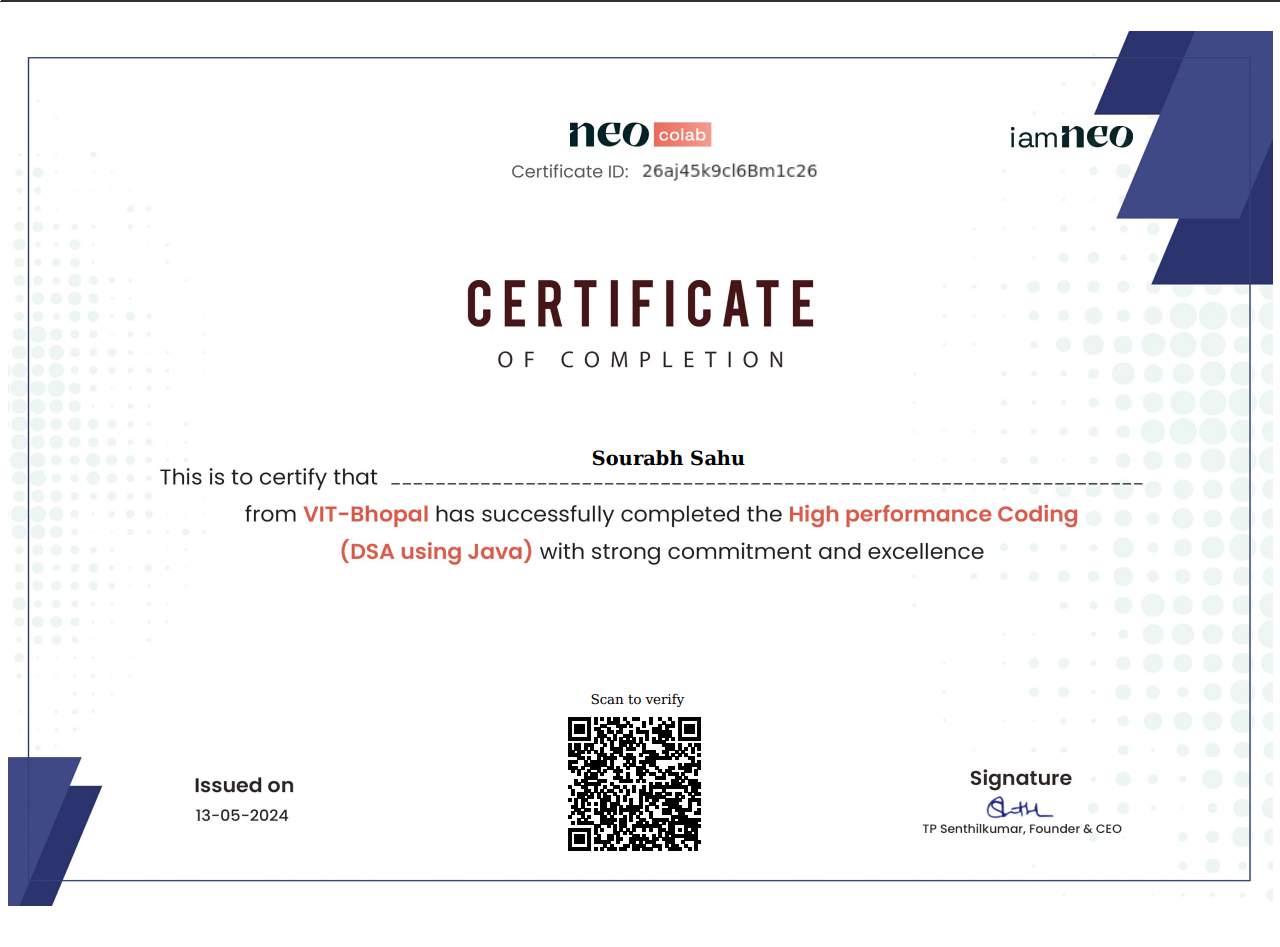 neo colab
iamneo
Certificate ID: 26aj45k9cl6Bm1c26
CERTIFICATE
OF COMPLETION
Sourabh Sahu
This is to certify that
from VIT-Bhopal has successfully completed the High performance Coding
(DSA using Java) with strong commitment and excellence
Scan to verify
Issued on
13-05-2024
Signature
TP Senthilkumar, Founder & CEO